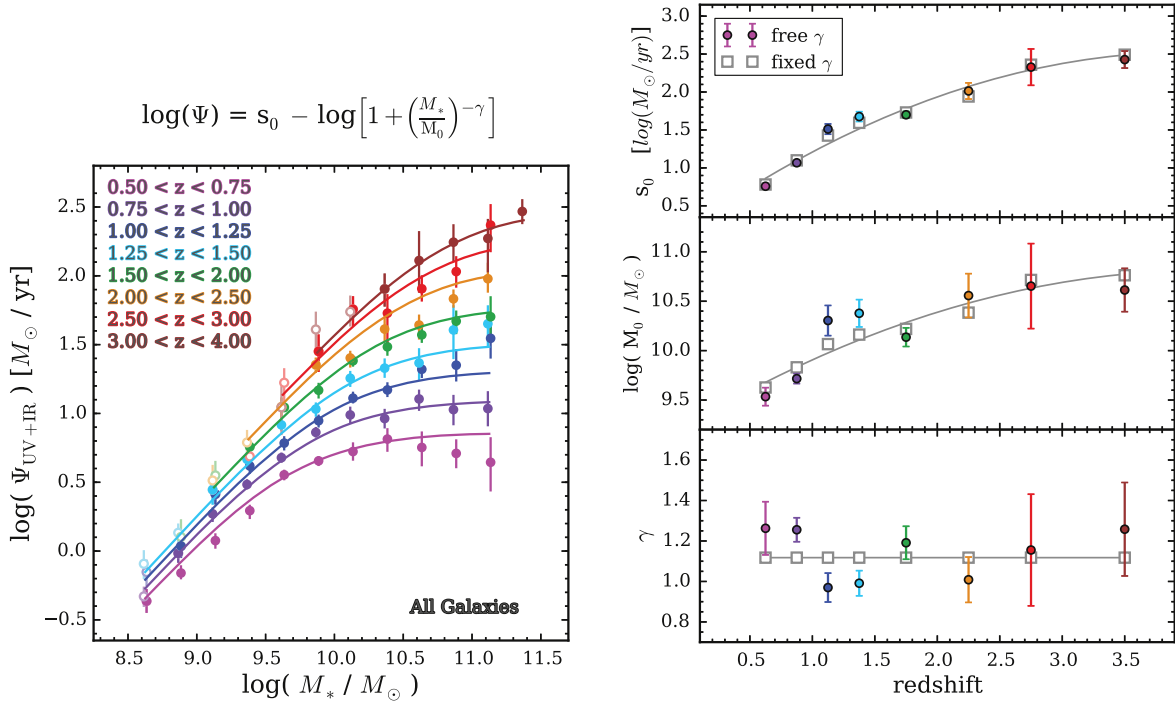 log(Ψ) = s₀ − log[1+(M*/M₀)^−γ]
0.50 < z < 0.75
0.75 < z < 1.00
1.00 < z < 1.25
1.25 < z < 1.50
1.50 < z < 2.00
2.00 < z < 2.50
2.50 < z < 3.00
3.00 < z < 4.00
All Galaxies
log( Ψ_UV+IR ) [M⊙ / yr]
2.5
2.0
1.5
1.0
0.5
0.0
−0.5
8.5 9.0 9.5 10.0 10.5 11.0 11.5
log( M* / M⊙ )
free γ
fixed γ
s₀ [log(M⊙/yr)]
3.0
2.5
2.0
1.5
1.0
0.5
log( M₀ / M⊙ )
11.0
10.5
10.0
9.5
γ
1.6
1.4
1.2
1.0
0.8
0.5 1.0 1.5 2.0 2.5 3.0 3.5
redshift